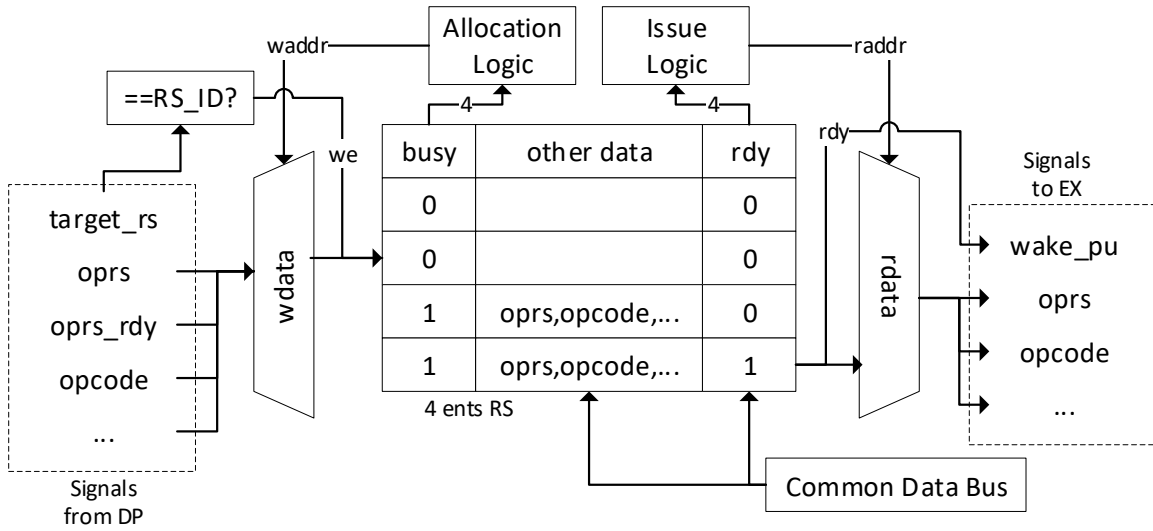 Allocation
Logic
Issue
Logic
waddr
raddr
==RS_ID?
4
4
we
rdy
busy other data rdy
0 0
0 0
1 oprs,opcode,... 0
1 oprs,opcode,... 1
4 ents RS
target_rs
oprs
oprs_rdy
opcode
...
Signals
from DP
wdata
rdata
Signals
to EX
wake_pu
oprs
opcode
...
Common Data Bus